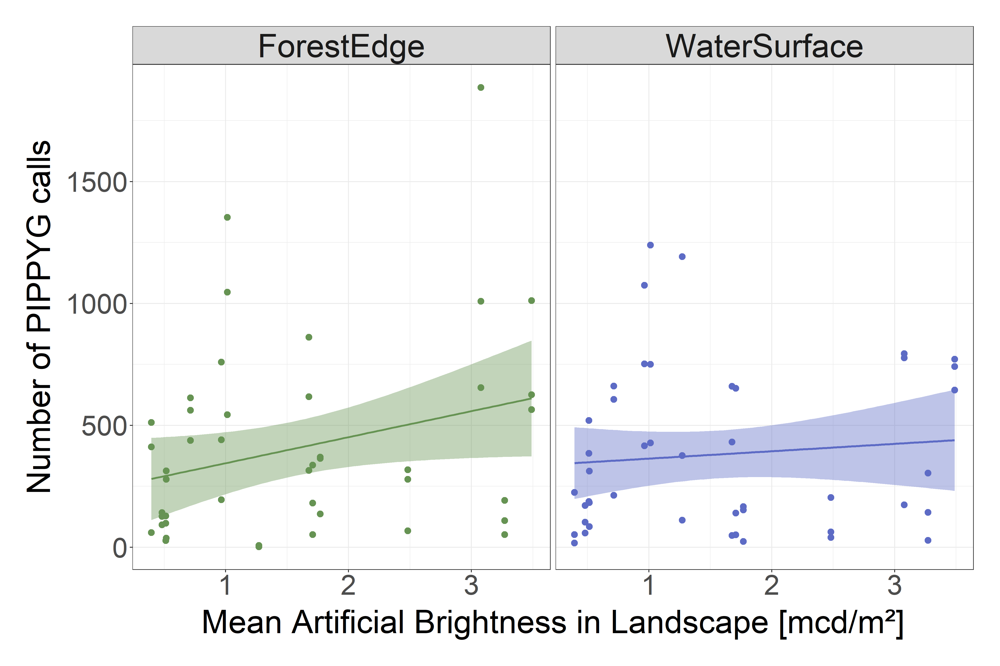 ForestEdge
WaterSurface
Number of PIPPYG calls
1500
1000
500
0
1 2 3
1 2 3
Mean Artificial Brightness in Landscape [mcd/m²]